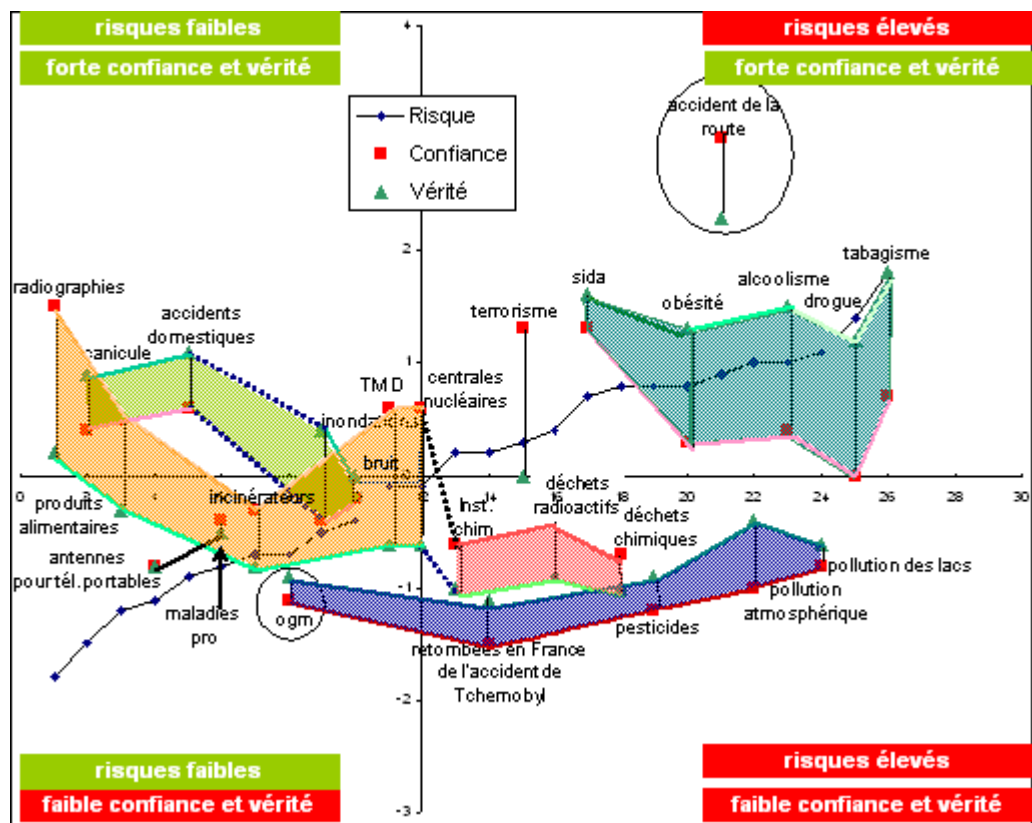 risques faibles
forte confiance et vérité
risques élevés
forte confiance et vérité
4
Risque
Confiance
Vérité
accident de la
route
2
radiographies
canicule
accidents
domestiques
terrorisme
sida
obésité
alcoolisme
drogue
tabagisme
1
TMD
centrales
nucléaires
inondations
bruit
0
14
18
20
22
24
26
28
30
produits
alimentaires
incinérateurs
Inst.
chim
déchets
radioactifs
déchets
chimiques
antennes
pour tél. portables
maladies
pro
ogm
-1
pollution des lacs
pollution
atmosphérique
pesticides
retombées en France
de l'accident de
Tchernobyl
-2
risques faibles
faible confiance et vérité
risques élevés
faible confiance et vérité
-3